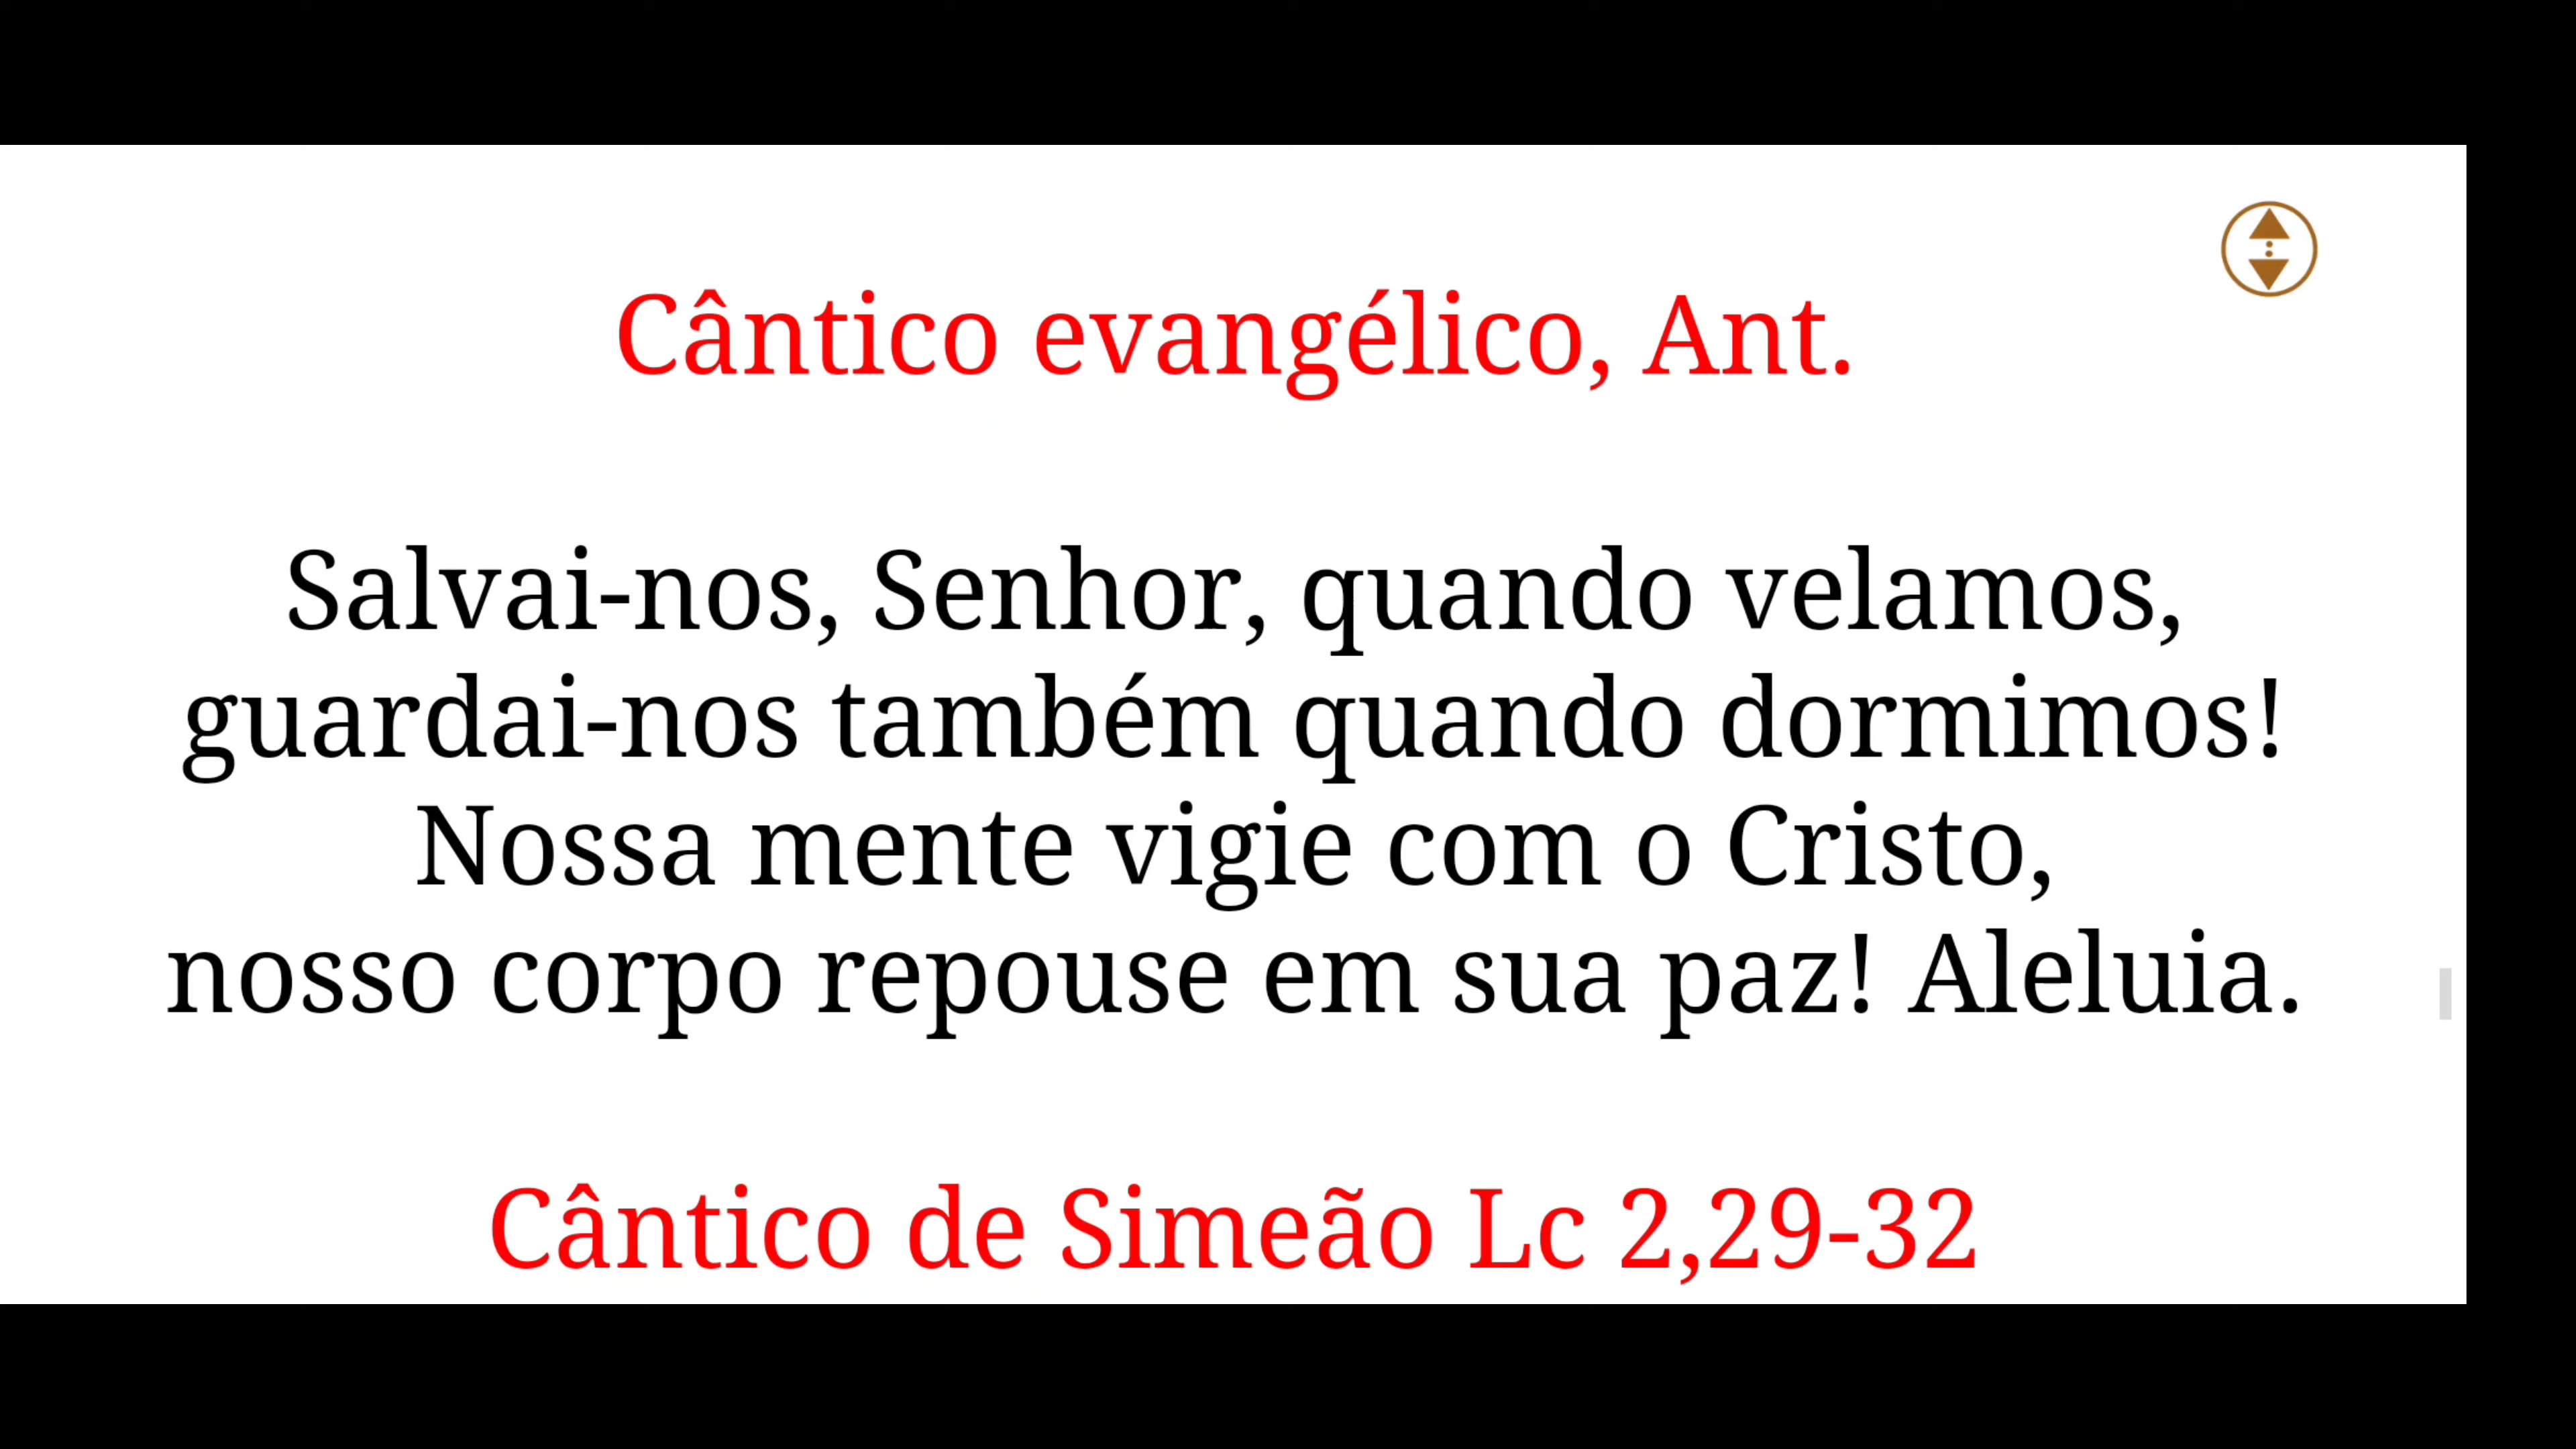 Cântico evangélico, Ant.
Salvai-nos, Senhor, quando velamos,
guardai-nos também quando dormimos!
Nossa mente vigie com o Cristo,
nosso corpo repouse em sua paz! Aleluia.
Cântico de Simeão Lc 2,29-32